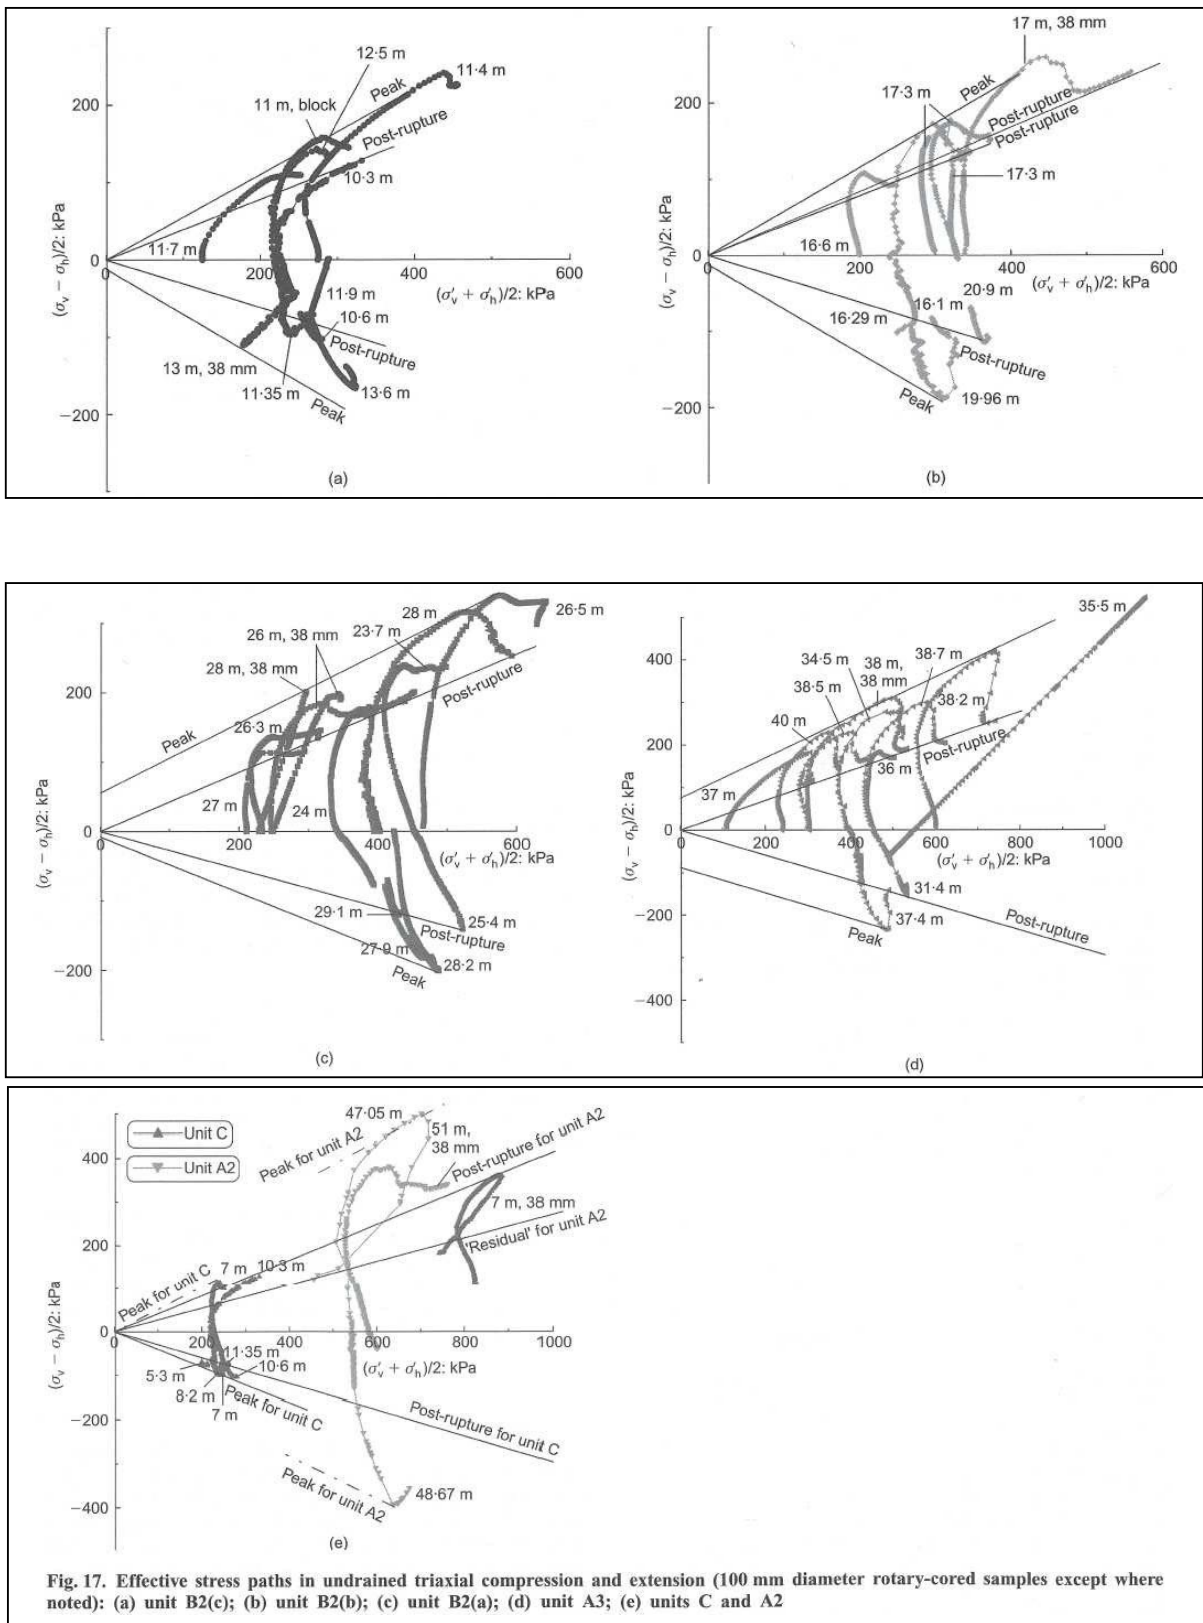 17 m, 38 mm
12·5 m
Peak
11·4 m
11 m, block
200
Post-rupture
10·3 m
(σv − σh)/2: kPa
11·7 m
0
200
400
600
(σ′v + σ′h)/2: kPa
11·9 m
10·6 m
Post-rupture
13 m, 38 mm
11·35 m
13·6 m
Peak
−200
(a)
17·3 m
Peak
200
Post-rupture
Post-rupture
17·3 m
(σv − σh)/2: kPa
16·6 m
0
0
200
400
600
(σ′v + σ′h)/2: kPa
20·9 m
16·1 m
16·29 m
Post-rupture
19·96 m
Peak
−200
(b)
28 m
26·5 m
23·7 m
26 m, 38 mm
28 m, 38 mm
200
Post-rupture
26·3 m
Peak
(σv − σh)/2: kPa
27 m
24 m
0
0
200
400
600
(σ′v + σ′h)/2: kPa
29·1 m
25·4 m
Post-rupture
27·9 m
28·2 m
Peak
−200
(c)
35·5 m
400
34·5 m
38 m,
38 mm
38·7 m
38·5 m
38·2 m
40 m
200
Post-rupture
36 m
37 m
(σv − σh)/2: kPa
0
0
200
400
600
800
1000
(σ′v + σ′h)/2: kPa
31·4 m
37·4 m
Post-rupture
Peak
−200
−400
(d)
Unit C
Unit A2
47·05 m
Peak for unit A2
51 m,
38 mm
Post-rupture for unit A2
400
7 m, 38 mm
'Residual' for unit A2
200
Peak for unit C
7 m
10·3 m
(σv − σh)/2: kPa
0
0
200
400
600
800
1000
(σ′v + σ′h)/2: kPa
11·35 m
10·6 m
5·3 m
8·2 m
7 m
Peak for unit C
Post-rupture for unit C
−200
Peak for unit A2
48·67 m
−400
(e)
Fig. 17. Effective stress paths in undrained triaxial compression and extension (100 mm diameter rotary-cored samples except where
noted): (a) unit B2(c); (b) unit B2(b); (c) unit B2(a); (d) unit A3; (e) units C and A2